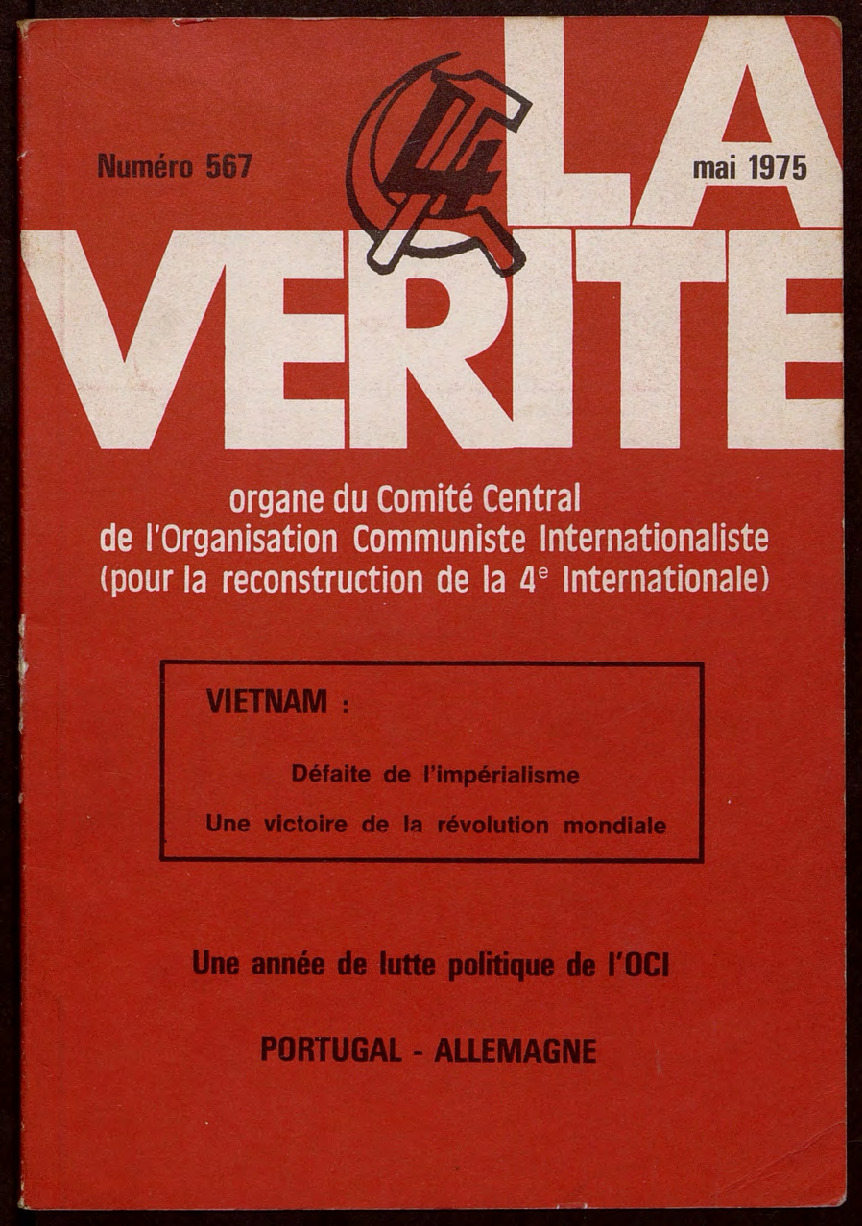 LA
Numéro 567
4
mai 1975
VERITE
organe du Comité Central
de l'Organisation Communiste Internationaliste
(pour la reconstruction de la 4e Internationale)
VIETNAM :
Défaite de l'impérialisme
Une victoire de la révolution mondiale
Une année de lutte politique de l'OCI
PORTUGAL - ALLEMAGNE